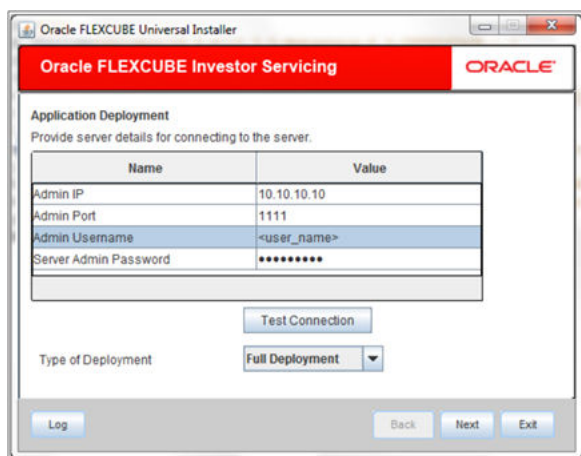 Oracle FLEXCUBE Universal Installer
Oracle FLEXCUBE Investor Servicing
ORACLE
Application Deployment
Provide server details for connecting to the server.
Name Value
Admin IP 10.10.10.10
Admin Port 1111
Admin Username <user_name>
Server Admin Password •••••••••
Test Connection
Type of Deployment Full Deployment
Log Back Next Exit